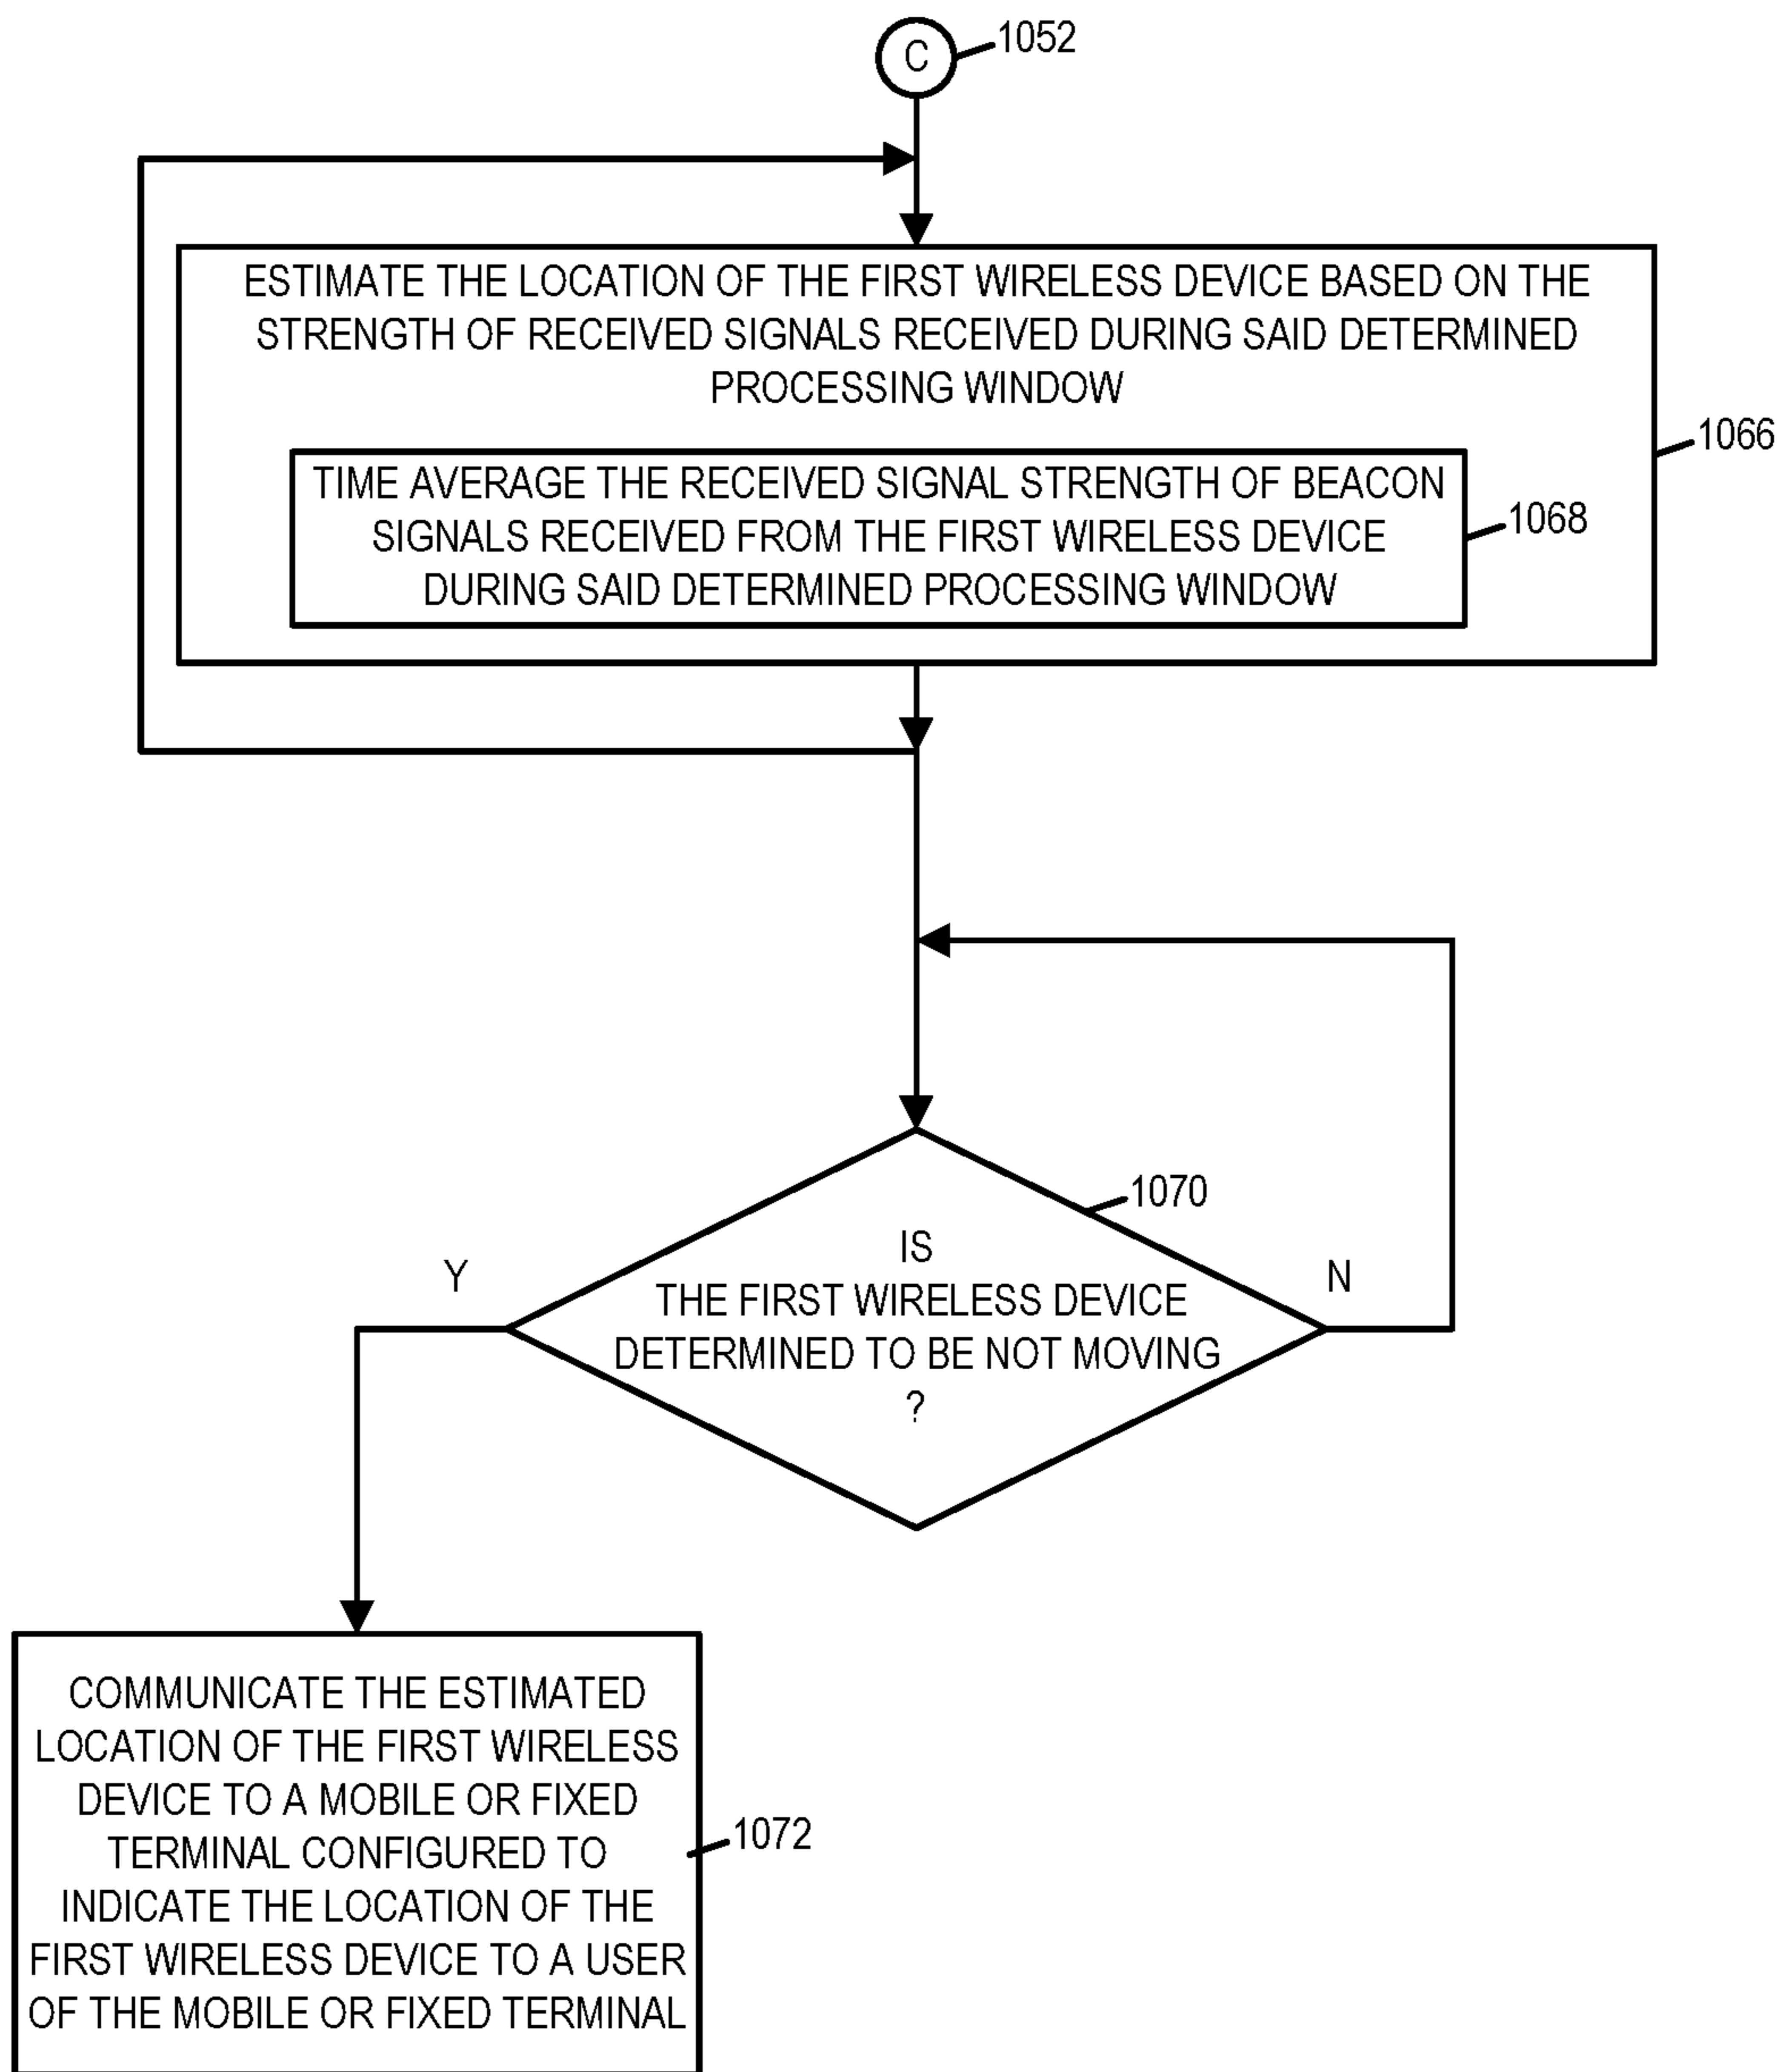 C
1052
ESTIMATE THE LOCATION OF THE FIRST WIRELESS DEVICE BASED ON THE
STRENGTH OF RECEIVED SIGNALS RECEIVED DURING SAID DETERMINED
PROCESSING WINDOW
1066
TIME AVERAGE THE RECEIVED SIGNAL STRENGTH OF BEACON
SIGNALS RECEIVED FROM THE FIRST WIRELESS DEVICE
DURING SAID DETERMINED PROCESSING WINDOW
1068
1070
IS
THE FIRST WIRELESS DEVICE
DETERMINED TO BE NOT MOVING
?
Y
N
COMMUNICATE THE ESTIMATED
LOCATION OF THE FIRST WIRELESS
DEVICE TO A MOBILE OR FIXED
TERMINAL CONFIGURED TO
INDICATE THE LOCATION OF THE
FIRST WIRELESS DEVICE TO A USER
OF THE MOBILE OR FIXED TERMINAL
1072